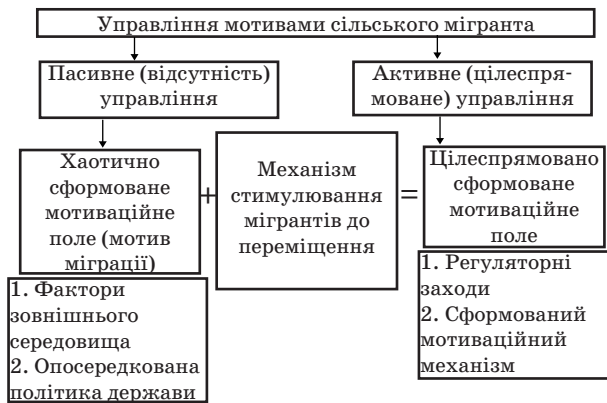 Управління мотивами сільського мігранта
Пасивне (відсутність)
управління
Активне (цілеспря-
моване) управління
Хаотично
сформоване
мотиваційне
поле (мотив
міграції)
+
Механізм
стимулювання
мігрантів до
переміщення
=
Цілеспрямовано
сформоване
мотиваційне
поле
1. Фактори
зовнішнього
середовища
2. Опосередкована
політика держави
1. Регуляторні
заходи
2. Сформований
мотиваційний
механізм